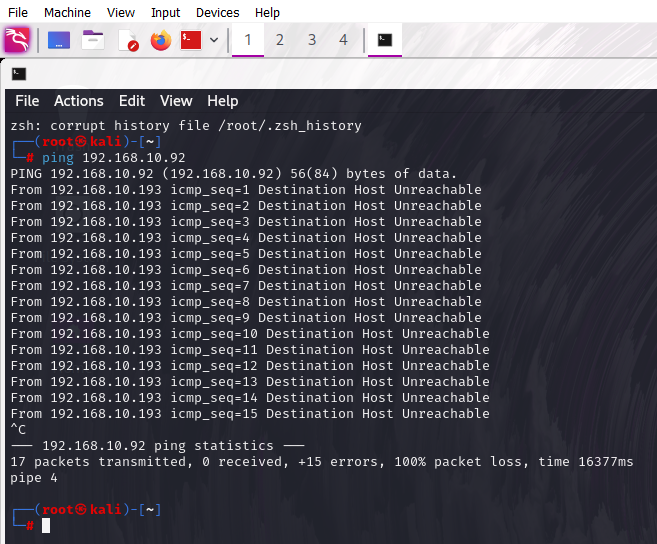 File Machine View Input Devices Help
1 2 3 4
File Actions Edit View Help
zsh: corrupt history file /root/.zsh_history
┌──(root㉿kali)-[~]
└─# ping 192.168.10.92
PING 192.168.10.92 (192.168.10.92) 56(84) bytes of data.
From 192.168.10.193 icmp_seq=1 Destination Host Unreachable
From 192.168.10.193 icmp_seq=2 Destination Host Unreachable
From 192.168.10.193 icmp_seq=3 Destination Host Unreachable
From 192.168.10.193 icmp_seq=4 Destination Host Unreachable
From 192.168.10.193 icmp_seq=5 Destination Host Unreachable
From 192.168.10.193 icmp_seq=6 Destination Host Unreachable
From 192.168.10.193 icmp_seq=7 Destination Host Unreachable
From 192.168.10.193 icmp_seq=8 Destination Host Unreachable
From 192.168.10.193 icmp_seq=9 Destination Host Unreachable
From 192.168.10.193 icmp_seq=10 Destination Host Unreachable
From 192.168.10.193 icmp_seq=11 Destination Host Unreachable
From 192.168.10.193 icmp_seq=12 Destination Host Unreachable
From 192.168.10.193 icmp_seq=13 Destination Host Unreachable
From 192.168.10.193 icmp_seq=14 Destination Host Unreachable
From 192.168.10.193 icmp_seq=15 Destination Host Unreachable
^C
--- 192.168.10.92 ping statistics ---
17 packets transmitted, 0 received, +15 errors, 100% packet loss, time 16377ms
pipe 4
┌──(root㉿kali)-[~]
└─#